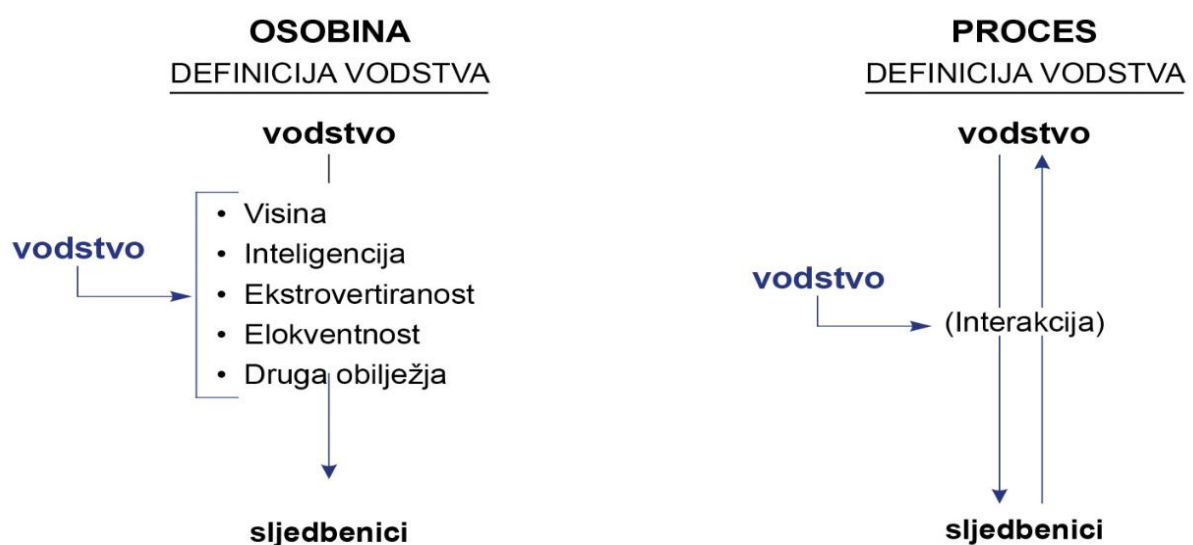 OSOBINA
DEFINICIJA VODSTVA
vodstvo
vodstvo
• Visina
• Inteligencija
• Ekstrovertiranost
• Elokventnost
• Druga obilježja
sljedbenici
PROCES
DEFINICIJA VODSTVA
vodstvo
vodstvo
(Interakcija)
sljedbenici